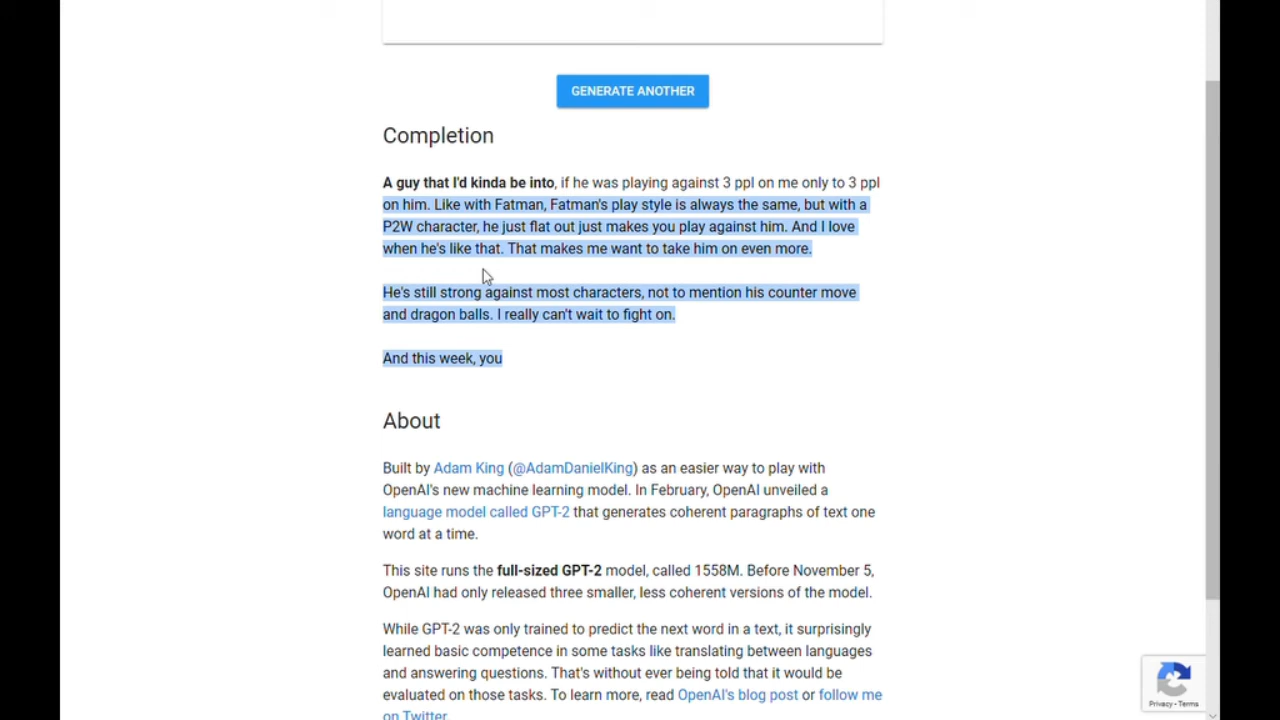 GENERATE ANOTHER
Completion
A guy that I'd kinda be into, if he was playing against 3 ppl on me only to 3 ppl
on him. Like with Fatman, Fatman's play style is always the same, but with a
P2W character, he just flat out just makes you play against him. And I love
when he's like that. That makes me want to take him on even more.
He's still strong against most characters, not to mention his counter move
and dragon balls. I really can't wait to fight on.
And this week, you
About
Built by Adam King (@AdamDanielKing) as an easier way to play with
OpenAI's new machine learning model. In February, OpenAI unveiled a
language model called GPT-2 that generates coherent paragraphs of text one
word at a time.
This site runs the full-sized GPT-2 model, called 1558M. Before November 5,
OpenAI had only released three smaller, less coherent versions of the model.
While GPT-2 was only trained to predict the next word in a text, it surprisingly
learned basic competence in some tasks like translating between languages
and answering questions. That's without ever being told that it would be
evaluated on those tasks. To learn more, read OpenAI's blog post or follow me
on Twitter.
Privacy - Terms